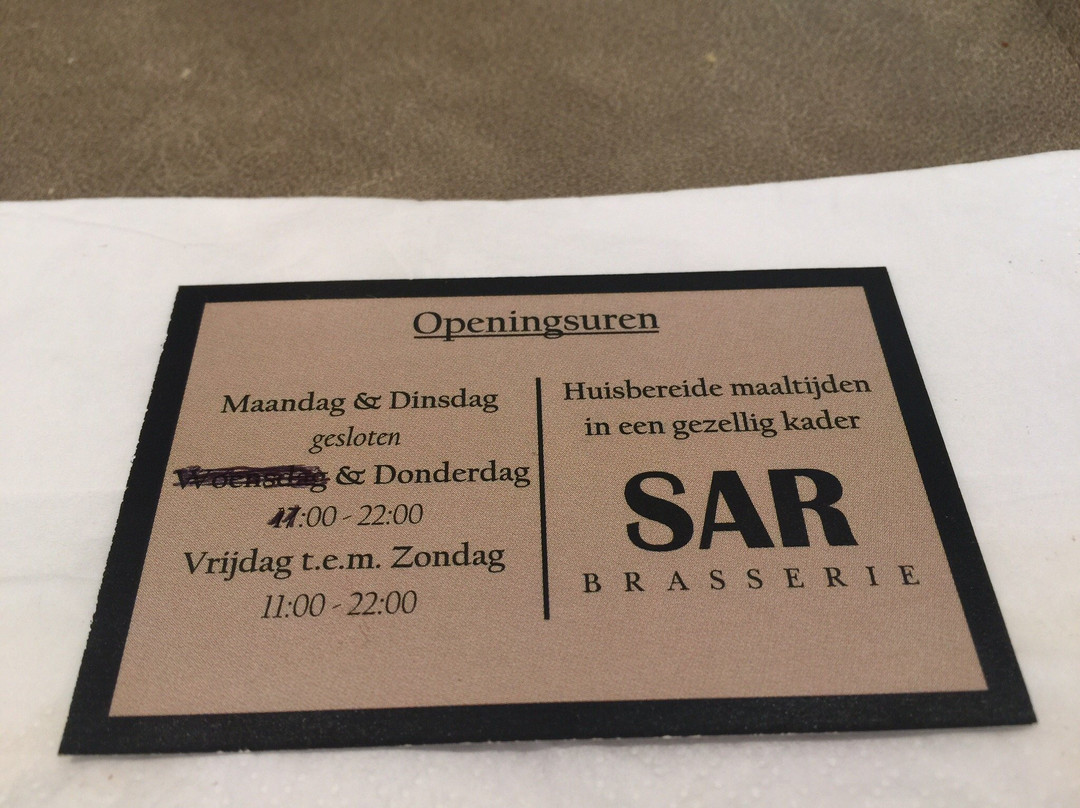 Openingsuren
Maandag & Dinsdag
gesloten
Woensdag & Donderdag
11:00 - 22:00
Vrijdag t.e.m. Zondag
11:00 - 22:00
Huisbereide maaltijden
in een gezellig kader
SAR
BRASSERIE